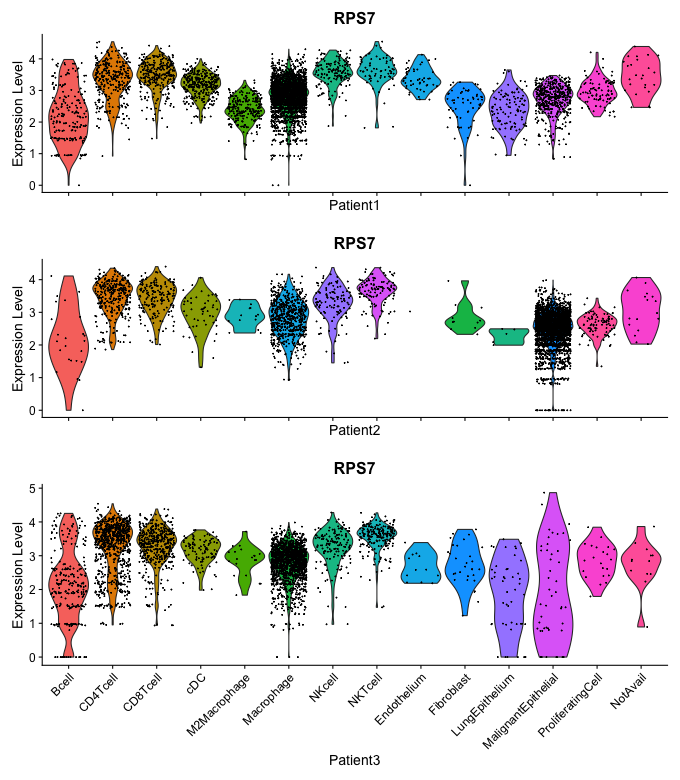 RPS7
Expression Level
4
3
2
1
0
Patient1
RPS7
Expression Level
4
3
2
1
0
Patient2
RPS7
Expression Level
5
4
3
2
1
0
Bcell
CD4Tcell
CD8Tcell
cDC
M2Macrophage
Macrophage
NKcell
NKTcell
Endothelium
Fibroblast
LungEpithelium
MalignantEpithelial
ProliferatingCell
NotAvail
Patient3